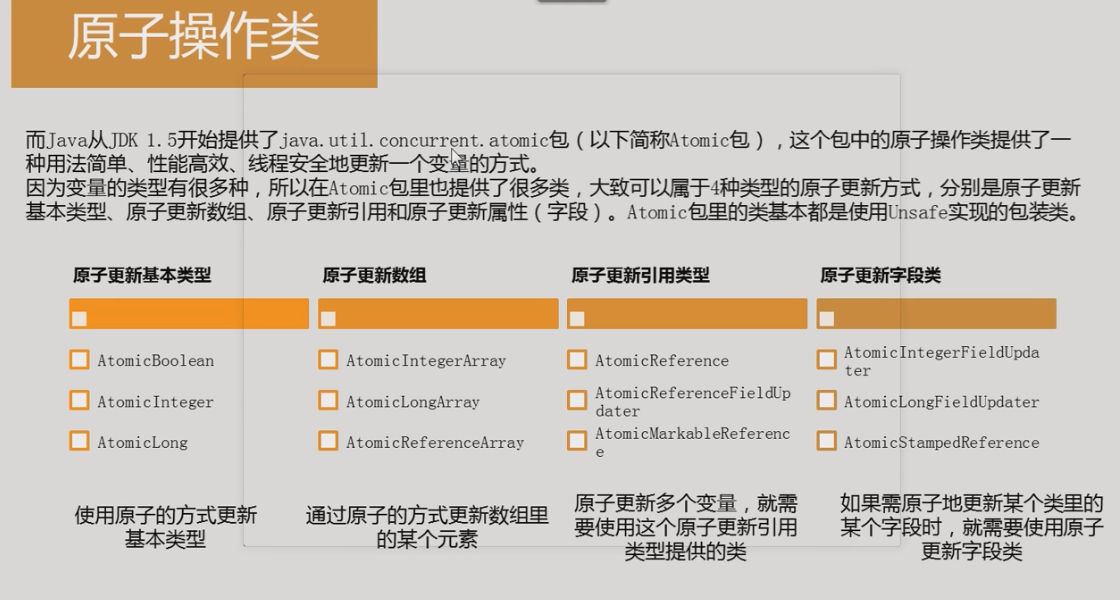 原子操作类
而Java从JDK 1.5开始提供了java.util.concurrent.atomic包（以下简称Atomic包），这个包中的原子操作类提供了一
种用法简单、性能高效、线程安全地更新一个变量的方式。
因为变量的类型有很多种，所以在Atomic包里也提供了很多类，大致可以属于4种类型的原子更新方式，分别是原子更新
基本类型、原子更新数组、原子更新引用和原子更新属性（字段）。Atomic包里的类基本都是使用Unsafe实现的包装类。
原子更新基本类型
AtomicBoolean
AtomicInteger
AtomicLong
使用原子的方式更新
基本类型
原子更新数组
AtomicIntegerArray
AtomicLongArray
AtomicReferenceArray
通过原子的方式更新数组里
的某个元素
原子更新引用类型
AtomicReference
AtomicReferenceFieldUp
dater
AtomicMarkableReferenc
e
原子更新多个变量，就需
要使用这个原子更新引用
类型提供的类
原子更新字段类
AtomicIntegerFieldUpda
ter
AtomicLongFieldUpdater
AtomicStampedReference
如果需原子地更新某个类里的
某个字段时，就需要使用原子
更新字段类